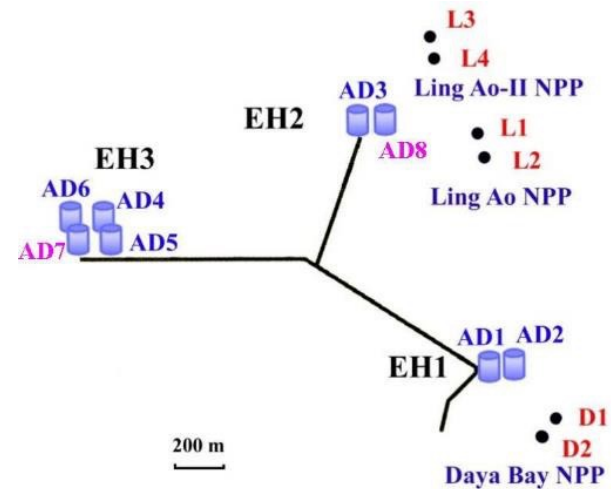 L3
L4
Ling Ao-II NPP
AD3
EH2
AD8
L1
L2
Ling Ao NPP
EH3
AD6
AD4
AD7
AD5
AD1
AD2
EH1
D1
D2
Daya Bay NPP
200 m